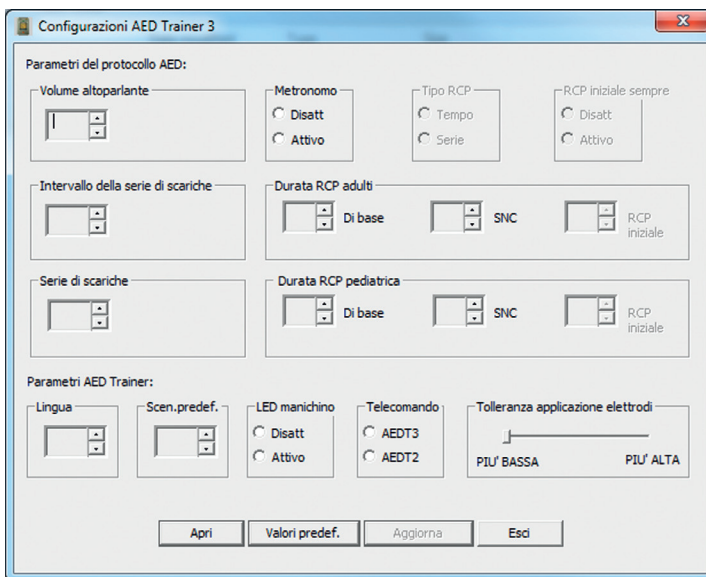 Configurazioni AED Trainer 3
Parametri del protocollo AED:
Volume altoparlante
Metronomo
Disatt
Attivo
Tipo RCP
Tempo
Serie
RCP iniziale sempre
Disatt
Attivo
Intervallo della serie di scariche
Durata RCP adulti
Di base
SNC
RCP
iniziale
Serie di scariche
Durata RCP pediatrica
Di base
SNC
RCP
iniziale
Parametri AED Trainer:
Lingua
Scen.predef.
LED manichino
Disatt
Attivo
Telecomando
AEDT3
AEDT2
Tolleranza applicazione elettrodi
PIU' BASSA
PIU' ALTA
Apri
Valori predef.
Aggiorna
Esci